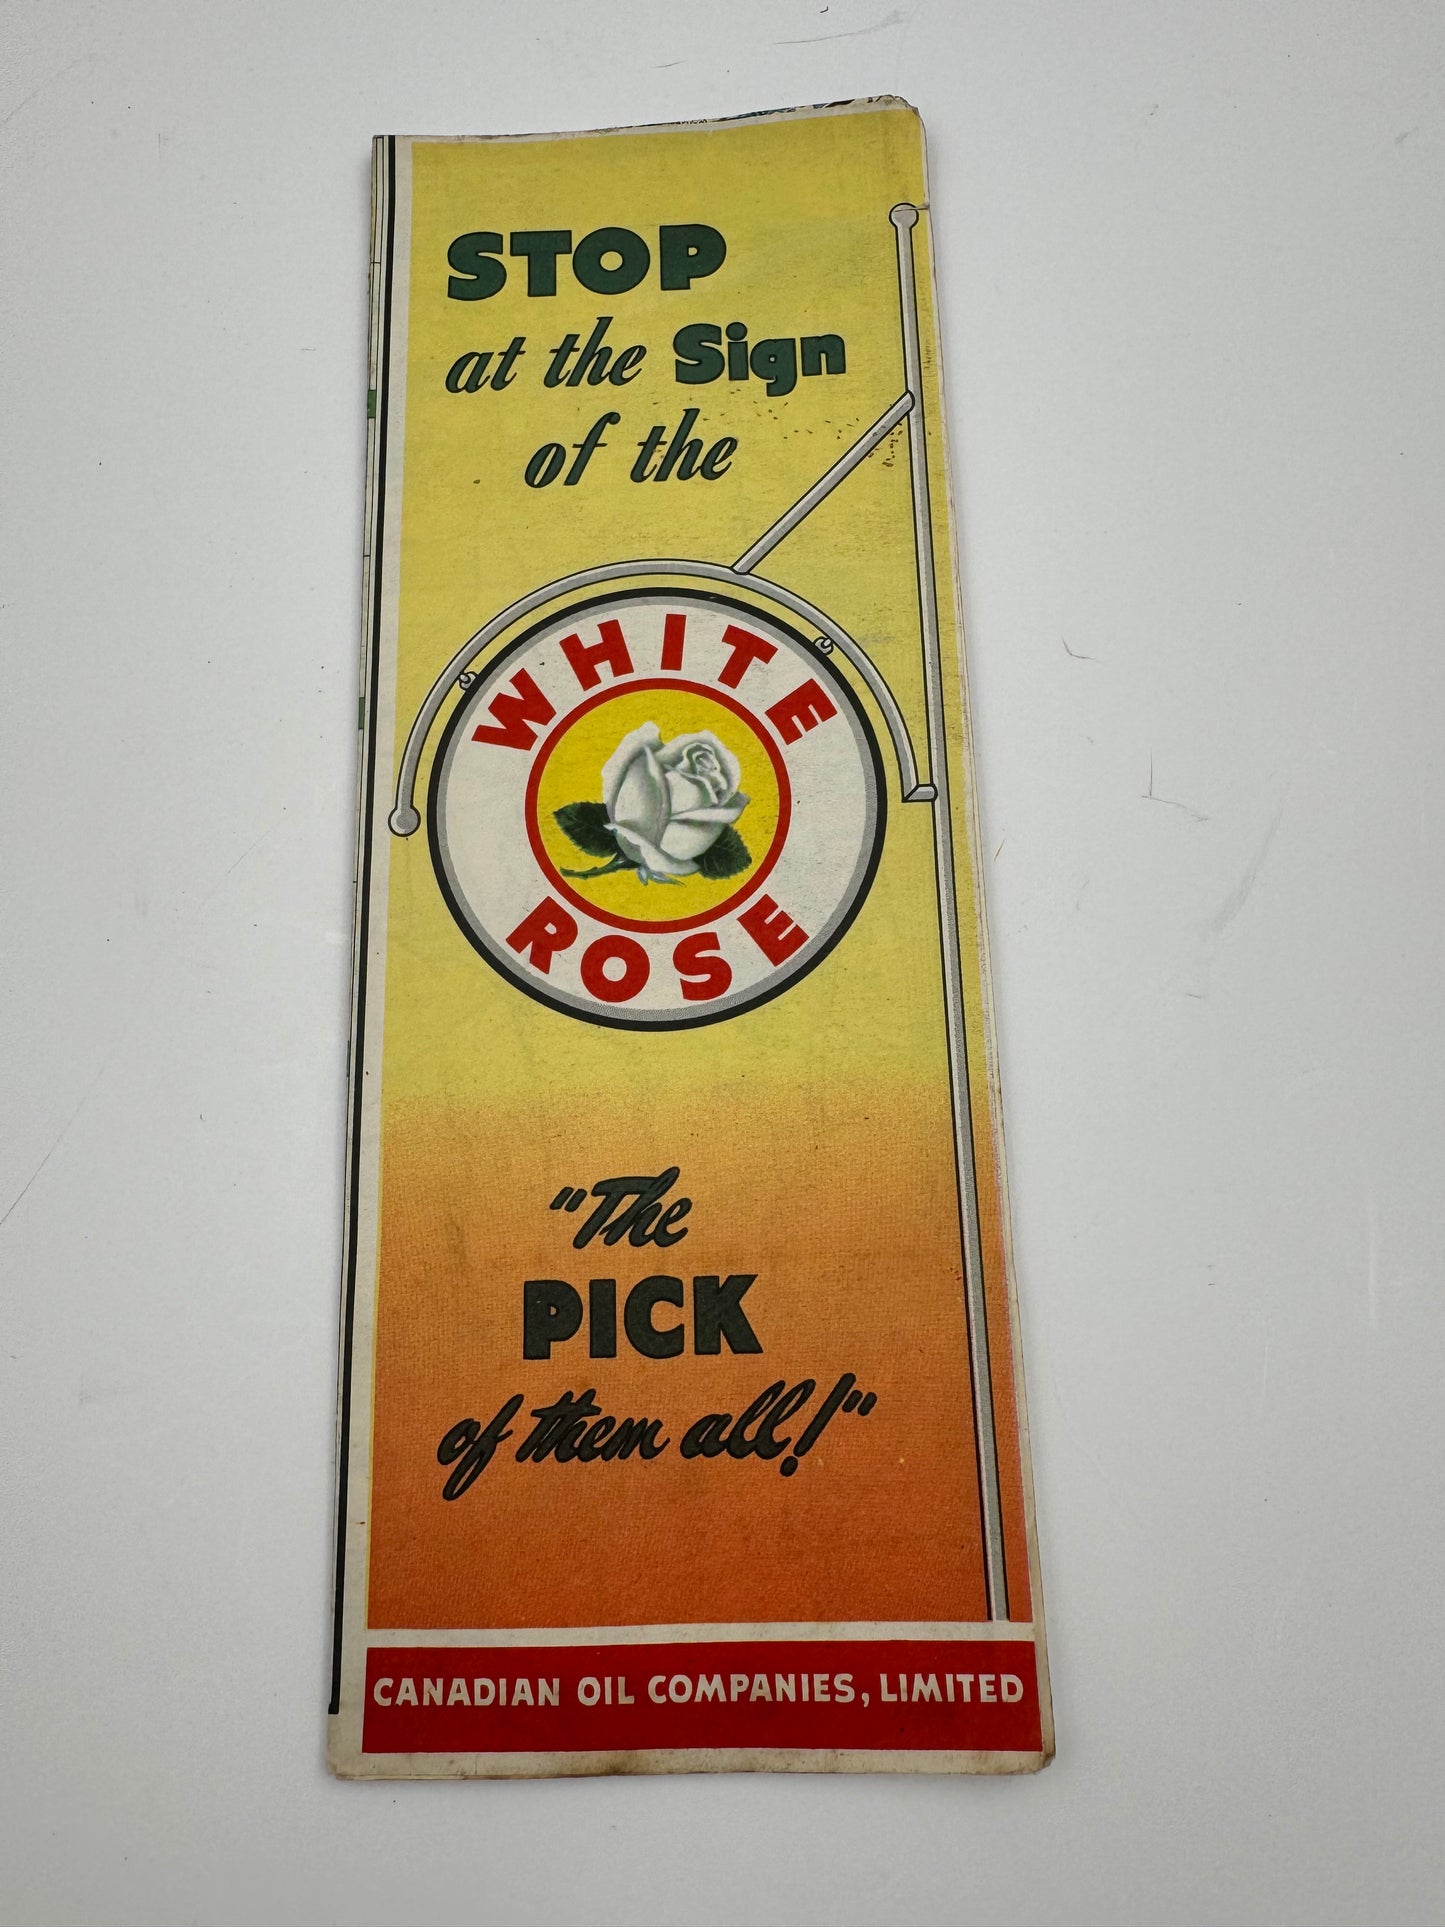 STOP
at the Sign
of the
WHITE
ROSE
"The
PICK
of them all!"
CANADIAN OIL COMPANIES, LIMITED